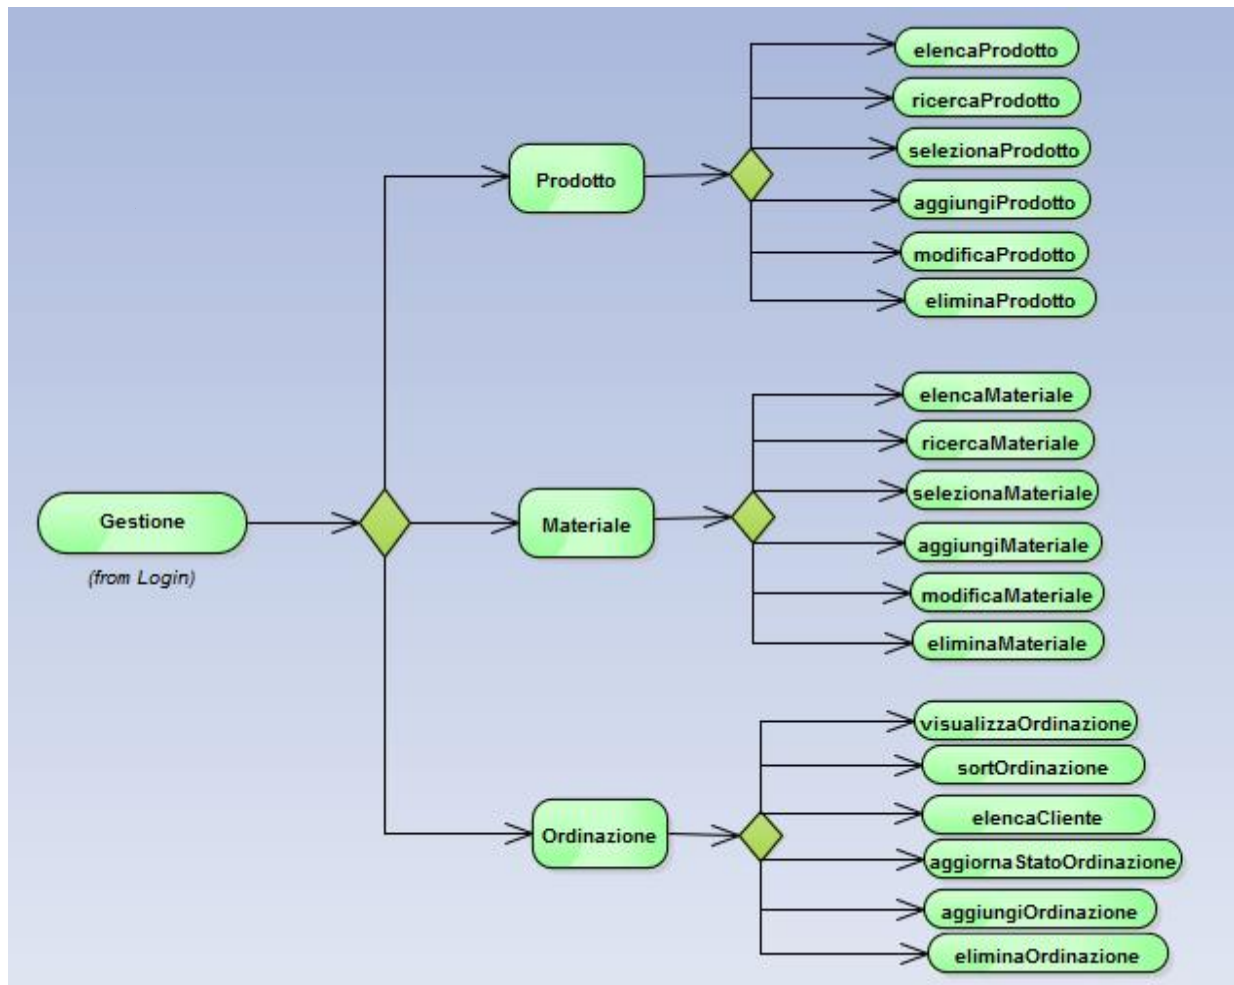 elencaProdotto
ricercaProdotto
selezionaProdotto
Prodotto
aggiungiProdotto
modificaProdotto
eliminaProdotto
elencaMateriale
ricercaMateriale
selezionaMateriale
Gestione
(from Login)
Materiale
aggiungiMateriale
modificaMateriale
eliminaMateriale
visualizzaOrdinazione
sortOrdinazione
elencaCliente
Ordinazione
aggiornaStatoOrdinazione
aggiungiOrdinazione
eliminaOrdinazione